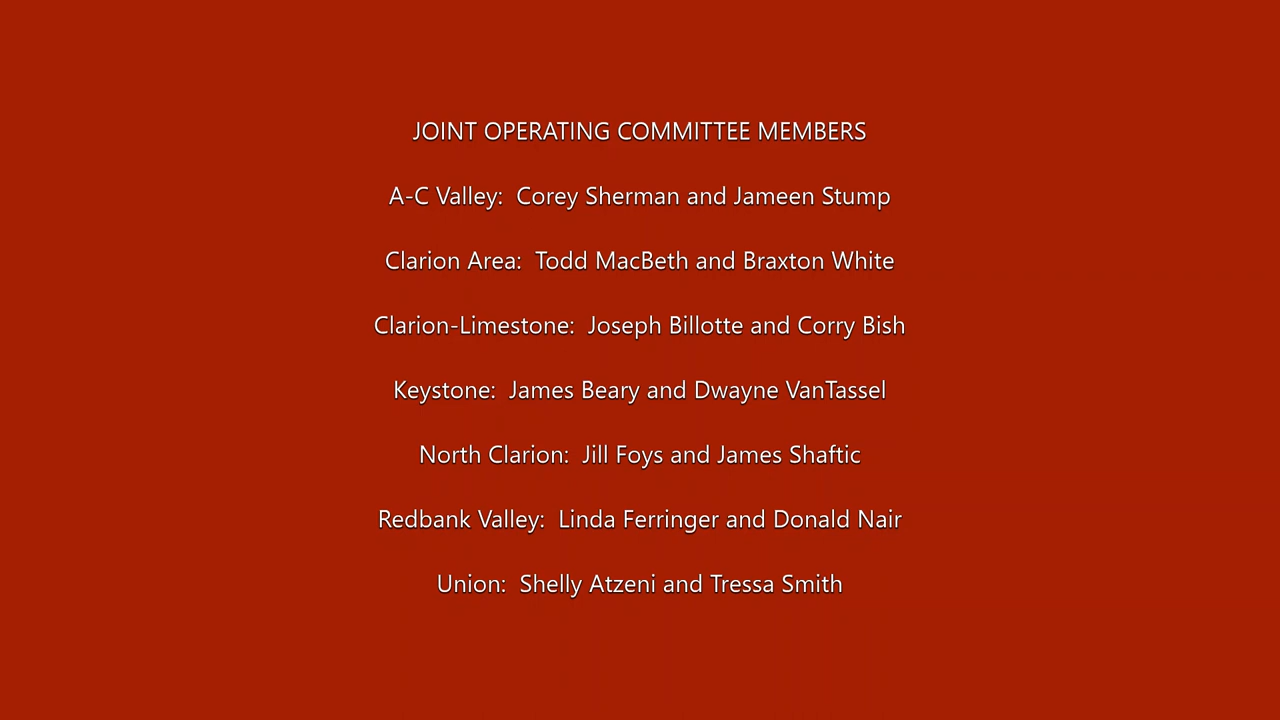 JOINT OPERATING COMMITTEE MEMBERS
A-C Valley:  Corey Sherman and Jameen Stump
Clarion Area:  Todd MacBeth and Braxton White
Clarion-Limestone:  Joseph Billotte and Corry Bish
Keystone:  James Beary and Dwayne VanTassel
North Clarion:  Jill Foys and James Shaftic
Redbank Valley:  Linda Ferringer and Donald Nair
Union:  Shelly Atzeni and Tressa Smith